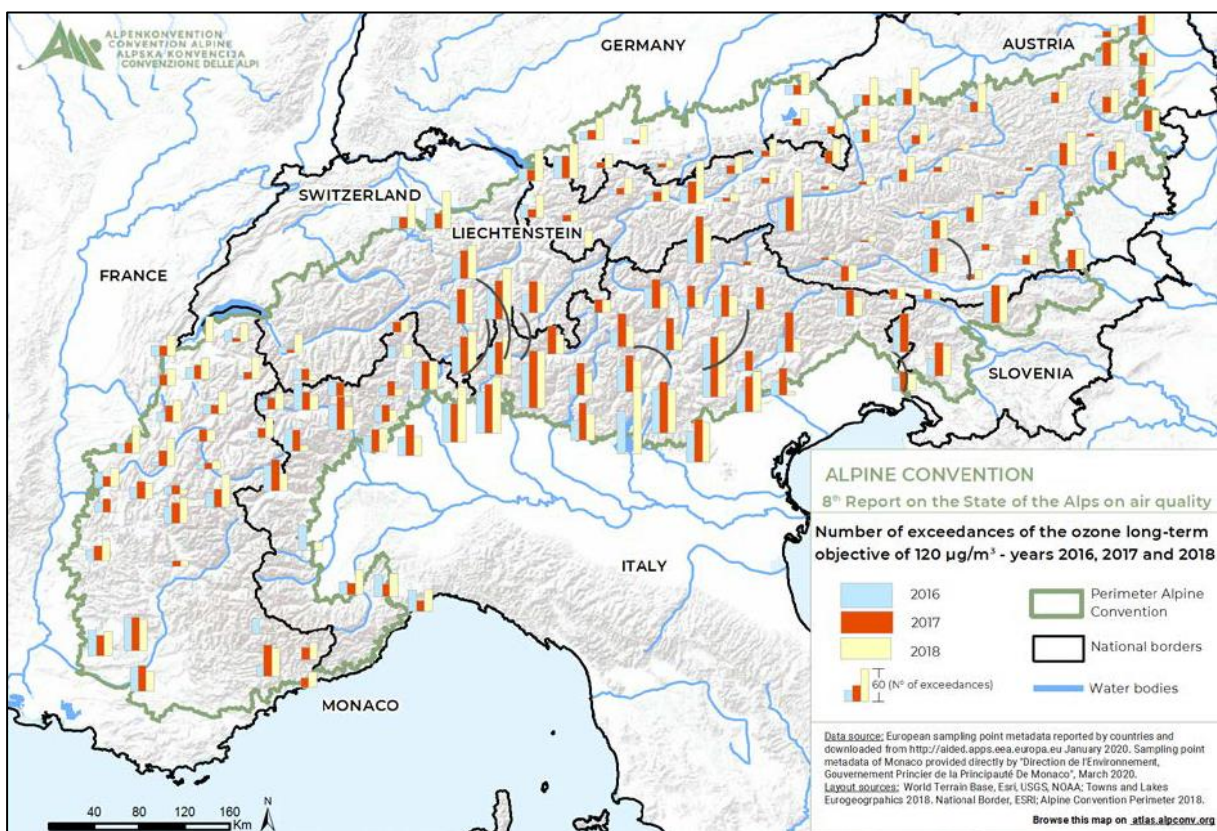 ALPENKONVENTION
CONVENTION ALPINE
ALPSKA KONVENCIJA
CONVENZIONE DELLE ALPI
GERMANY
AUSTRIA
SWITZERLAND
LIECHTENSTEIN
FRANCE
SLOVENIA
ITALY
MONACO
ALPINE CONVENTION
8th Report on the State of the Alps on air quality
Number of exceedances of the ozone long-term
objective of 120 µg/m³ - years 2016, 2017 and 2018
2016
2017
2018
60 (N° of exceedances)
Perimeter Alpine
Convention
National borders
Water bodies
Data source: European sampling point metadata reported by countries and
downloaded from http://aided.apps.eea.europa.eu January 2020. Sampling point
metadata of Monaco provided directly by "Direction de l'Environnement,
Gouvernement Princier de la Principauté De Monaco", March 2020.
Layout sources: World Terrain Base, Esri, USGS, NOAA; Towns and Lakes
Eurogeogrpahics 2018. National Border, ESRI; Alpine Convention Perimeter 2018.
Browse this map on atlas.alpconv.org
40 80 120 160
Km
N